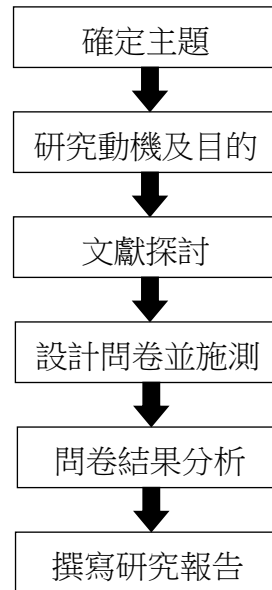 確定主題
研究動機及目的
文獻探討
設計問卷並施測
問卷結果分析
撰寫研究報告